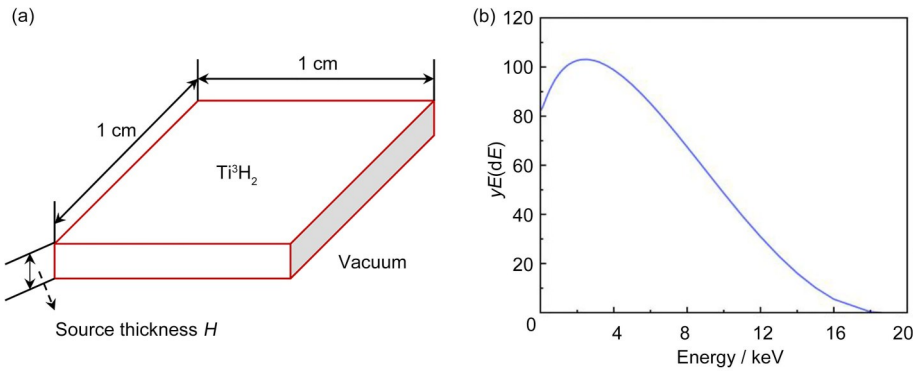 (a)
1 cm
1 cm
Ti³H₂
Vacuum
Source thickness H
(b)
120
100
80
60
40
20
0
4
8
12
16
20
yE(dE)
Energy / keV